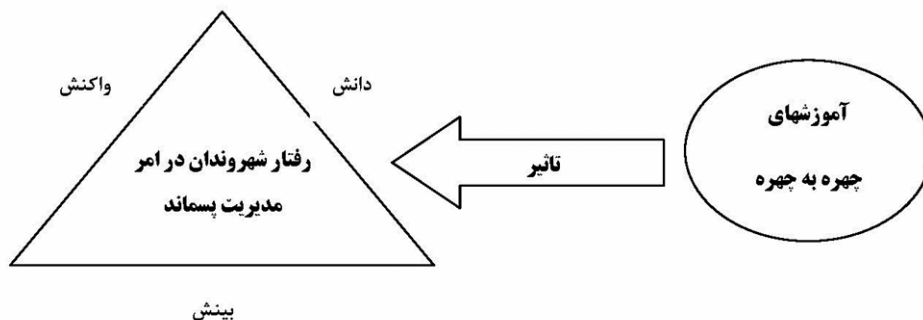 آموزشهای
چهره به چهره
تاثیر
دانش
واکنش
رفتار شهروندان در امر
مدیریت پسماند
بینش